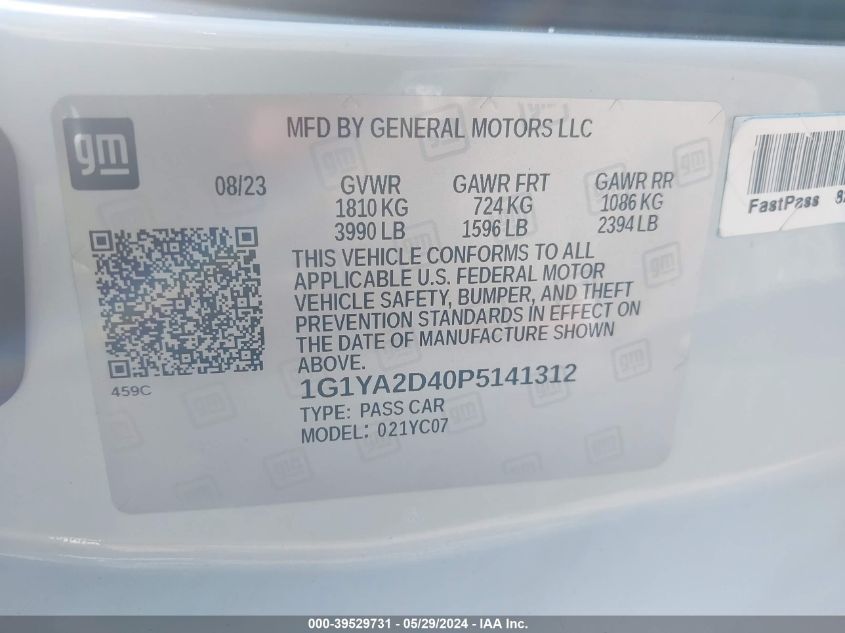 gm
MFD BY GENERAL MOTORS LLC
08/23 GVWR GAWR FRT GAWR RR
1810 KG 724 KG 1086 KG
3990 LB 1596 LB 2394 LB
THIS VEHICLE CONFORMS TO ALL
APPLICABLE U.S. FEDERAL MOTOR
VEHICLE SAFETY, BUMPER, AND THEFT
PREVENTION STANDARDS IN EFFECT ON
THE DATE OF MANUFACTURE SHOWN
ABOVE.
459C
1G1YA2D40P5141312
TYPE: PASS CAR
MODEL: 021YC07
FastPass
000-39529731 - 05/29/2024 - IAA Inc.